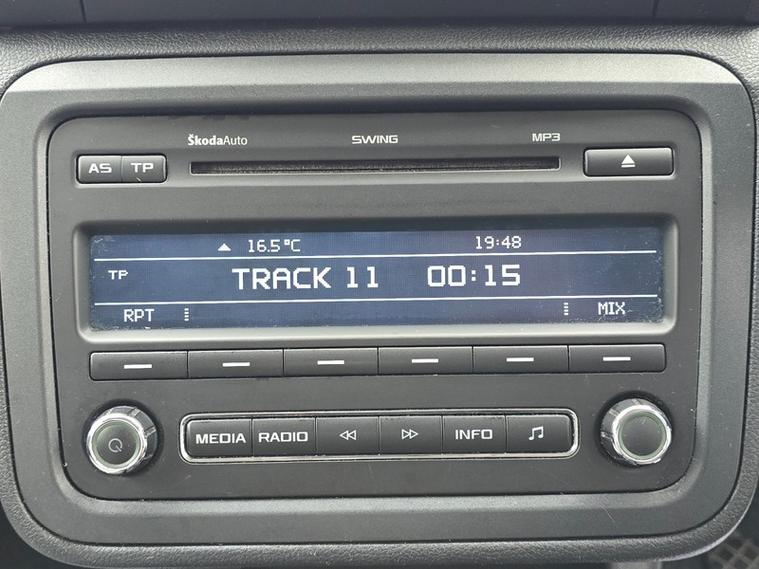 ŠkodaAuto SWING MP3
AS TP
16.5°C 19:48
TP TRACK 11 00:15
RPT MIX
MEDIA RADIO INFO